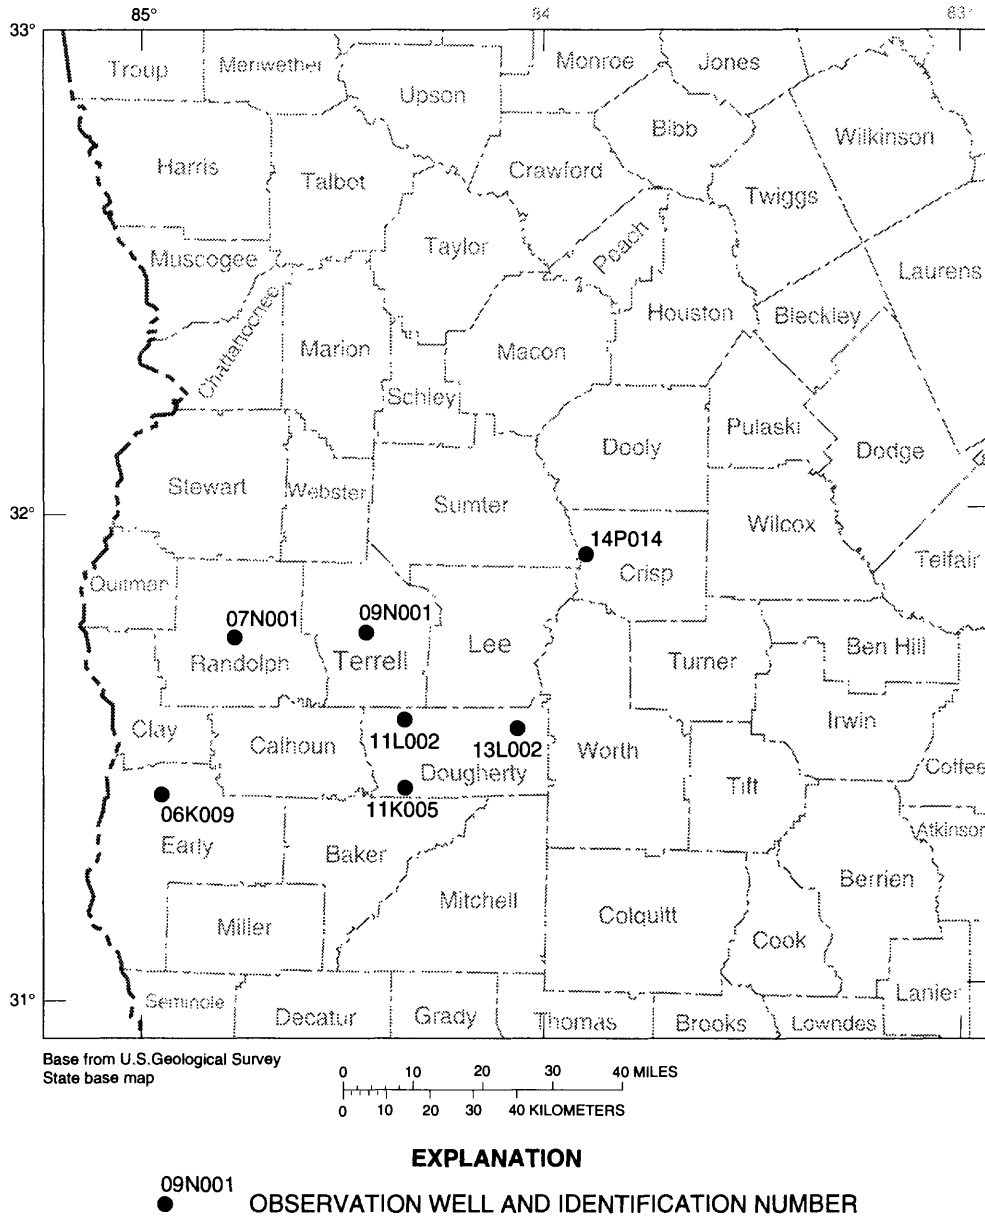 85°
84
83°
33°
Troup
Meriwether
Monroe
Jones
Upson
Bibb
Wilkinson
Harris
Talbot
Crawford
Twiggs
Taylor
Peach
Muscogee
Laurens
Houston
Bleckley
Chattahochee
Marion
Macon
Schley
Pulaski
Dooly
Dodge
Stewart
Webster
Sumter
32°
Wilcox
14P014
Crisp
Telfair
Quitman
07N001
09N001
Randolph
Terrell
Lee
Turner
Ben Hill
Clay
Calhoun
11L002
13L002
Worth
Irwin
Dougherty
Tift
Coffee
06K009
11K005
Early
Baker
Atkinson
Berrien
Mitchell
Miller
Colquitt
Cook
31°
Seminole
Decatur
Grady
Thomas
Brooks
Lowndes
Lanier
Base from U.S.Geological Survey
State base map
0 10 20 30 40 MILES
0 10 20 30 40 KILOMETERS
EXPLANATION
09N001
OBSERVATION WELL AND IDENTIFICATION NUMBER